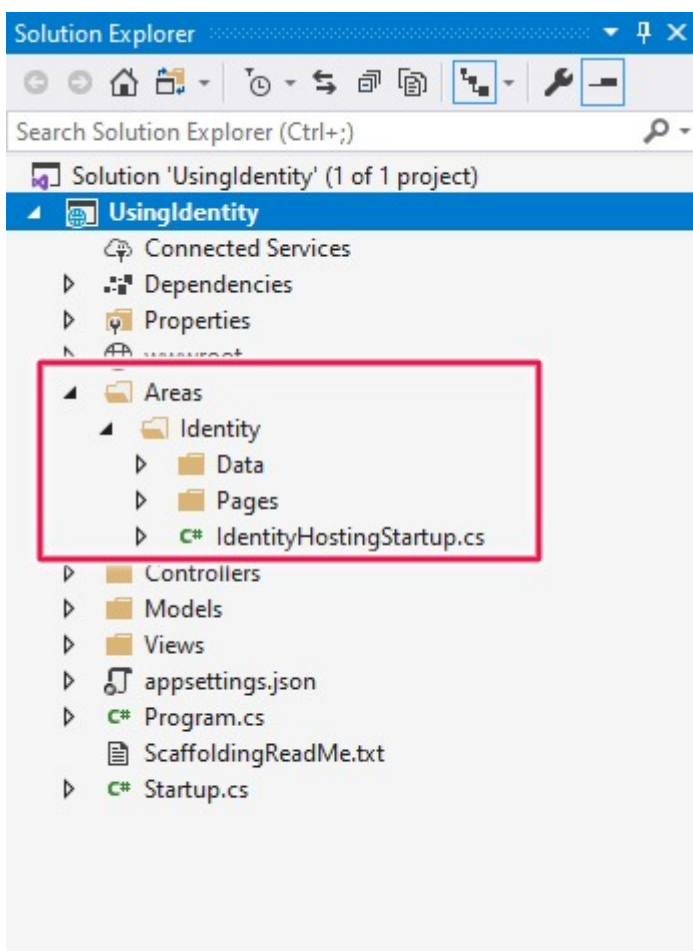 Solution Explorer
Search Solution Explorer (Ctrl+;)
Solution 'UsingIdentity' (1 of 1 project)
UsingIdentity
Connected Services
Dependencies
Properties
wwwroot
Areas
Identity
Data
Pages
C# IdentityHostingStartup.cs
Controllers
Models
Views
appsettings.json
C# Program.cs
ScaffoldingReadMe.txt
C# Startup.cs